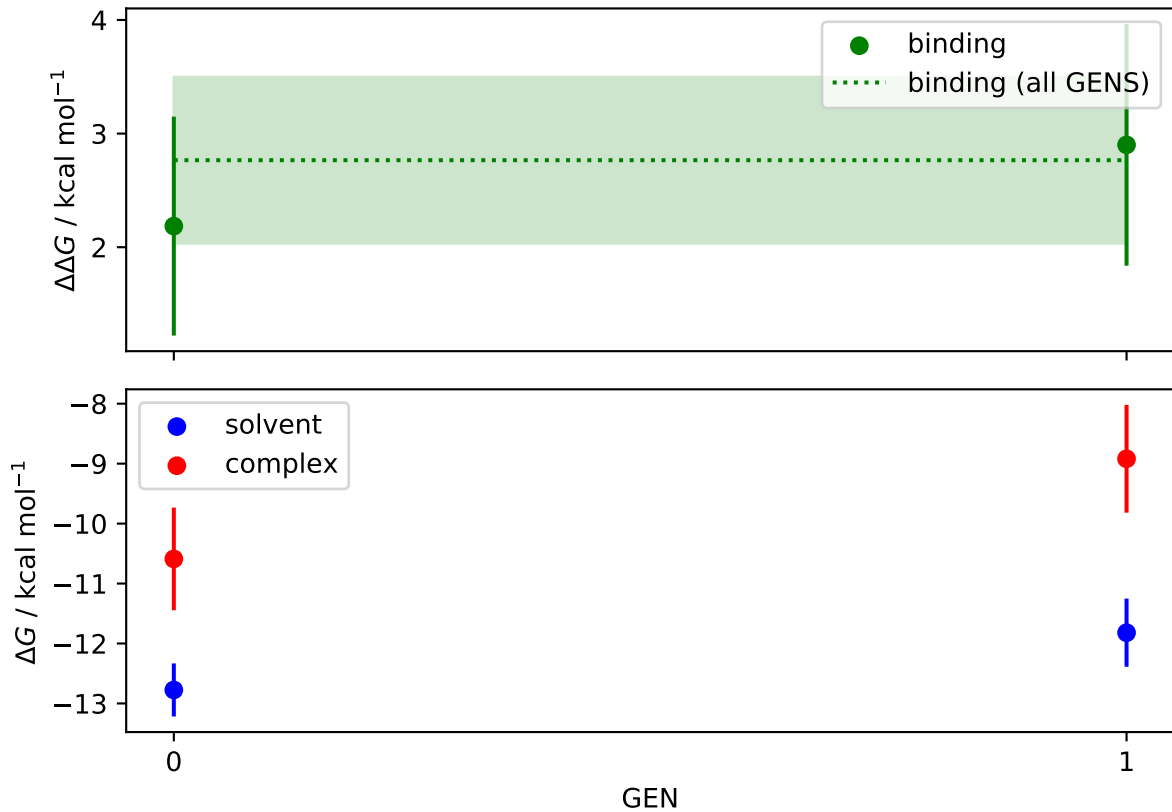 4
3
2
ΔΔG / kcal mol⁻¹
binding
binding (all GENS)
−8
−9
−10
−11
−12
−13
ΔG / kcal mol⁻¹
solvent
complex
0
1
GEN